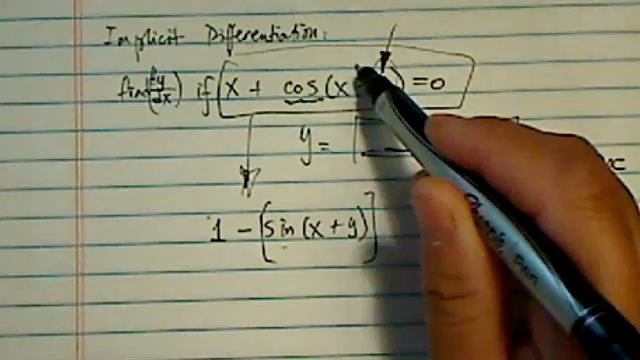 Implicit Differentiation:
find (dy/dx) if x + cos(x ) = 0
y =
1 - [sin(x + y)]